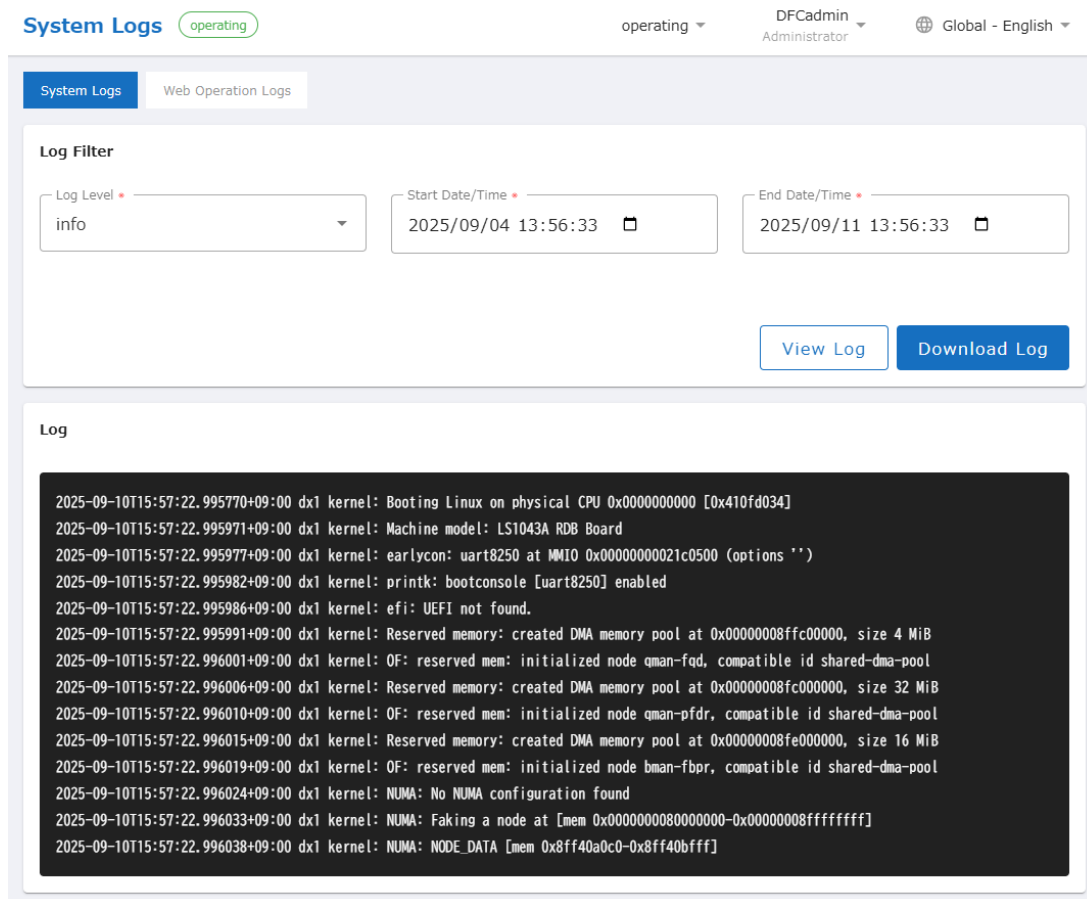 System Logs operating operating DFCadmin Global - English
Administrator
System Logs Web Operation Logs
Log Filter
Log Level * Start Date/Time * End Date/Time *
info 2025/09/04 13:56:33 2025/09/11 13:56:33
View Log Download Log
Log
2025-09-10T15:57:22.995770+09:00 dx1 kernel: Booting Linux on physical CPU 0x0000000000 [0x410fd034]
2025-09-10T15:57:22.995971+09:00 dx1 kernel: Machine model: LS1043A RDB Board
2025-09-10T15:57:22.995977+09:00 dx1 kernel: earlycon: uart8250 at MMIO 0x00000000021c0500 (options '')
2025-09-10T15:57:22.995982+09:00 dx1 kernel: printk: bootconsole [uart8250] enabled
2025-09-10T15:57:22.995986+09:00 dx1 kernel: efi: UEFI not found.
2025-09-10T15:57:22.995991+09:00 dx1 kernel: Reserved memory: created DMA memory pool at 0x00000008ffc00000, size 4 MiB
2025-09-10T15:57:22.996001+09:00 dx1 kernel: OF: reserved mem: initialized node qman-fqd, compatible id shared-dma-pool
2025-09-10T15:57:22.996006+09:00 dx1 kernel: Reserved memory: created DMA memory pool at 0x00000008fc000000, size 32 MiB
2025-09-10T15:57:22.996010+09:00 dx1 kernel: OF: reserved mem: initialized node qman-pfdr, compatible id shared-dma-pool
2025-09-10T15:57:22.996015+09:00 dx1 kernel: Reserved memory: created DMA memory pool at 0x00000008fe000000, size 16 MiB
2025-09-10T15:57:22.996019+09:00 dx1 kernel: OF: reserved mem: initialized node bman-fbpr, compatible id shared-dma-pool
2025-09-10T15:57:22.996024+09:00 dx1 kernel: NUMA: No NUMA configuration found
2025-09-10T15:57:22.996033+09:00 dx1 kernel: NUMA: Faking a node at [mem 0x0000000080000000-0x00000008ffffffff]
2025-09-10T15:57:22.996038+09:00 dx1 kernel: NUMA: NODE_DATA [mem 0x8ff40a0c0-0x8ff40bfff]